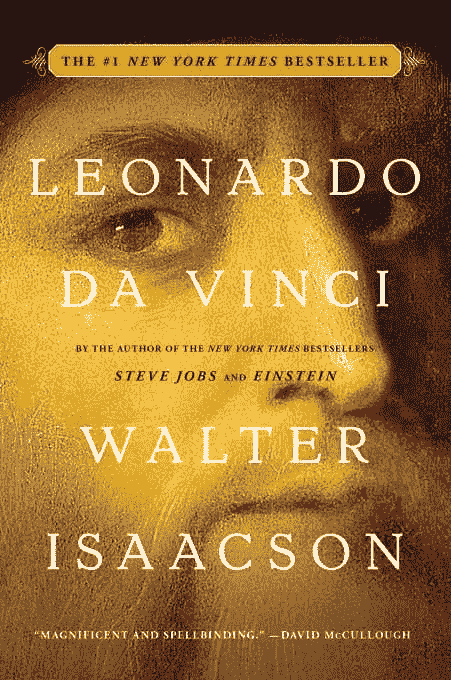 THE #1 NEW YORK TIMES BESTSELLER
LEONARDO
DA VINCI
BY THE AUTHOR OF THE NEW YORK TIMES BESTSELLERS
STEVE JOBS AND EINSTEIN
WALTER
ISAACSON
“MAGNIFICENT AND SPELLBINDING.” —DAVID McCULLOUGH